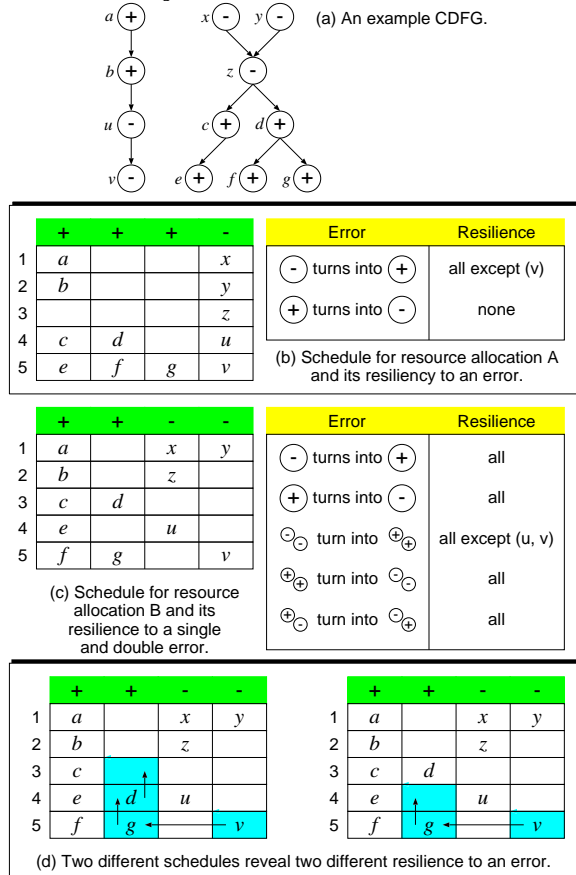 a + x - y - (a) An example CDFG.
b + z -
u - c + d +
v - e + f + g +
+ + + -
1 a x
2 b y
3 z
4 c d u
5 e f g v
Error Resilience
- turns into + all except (v)
+ turns into - none
(b) Schedule for resource allocation A
and its resiliency to an error.
+ + - -
1 a x y
2 b z
3 c d
4 e u
5 f g v
(c) Schedule for resource
allocation B and its
resilience to a single
and double error.
Error Resilience
- turns into + all
+ turns into - all
- - turn into + + all except (u, v)
+ + turn into - - all
+ - turn into - + all
+ + - -
1 a x y
2 b z
3 c
4 e d u
5 f g v
+ + - -
1 a x y
2 b z
3 c d
4 e u
5 f g v
(d) Two different schedules reveal two different resilience to an error.